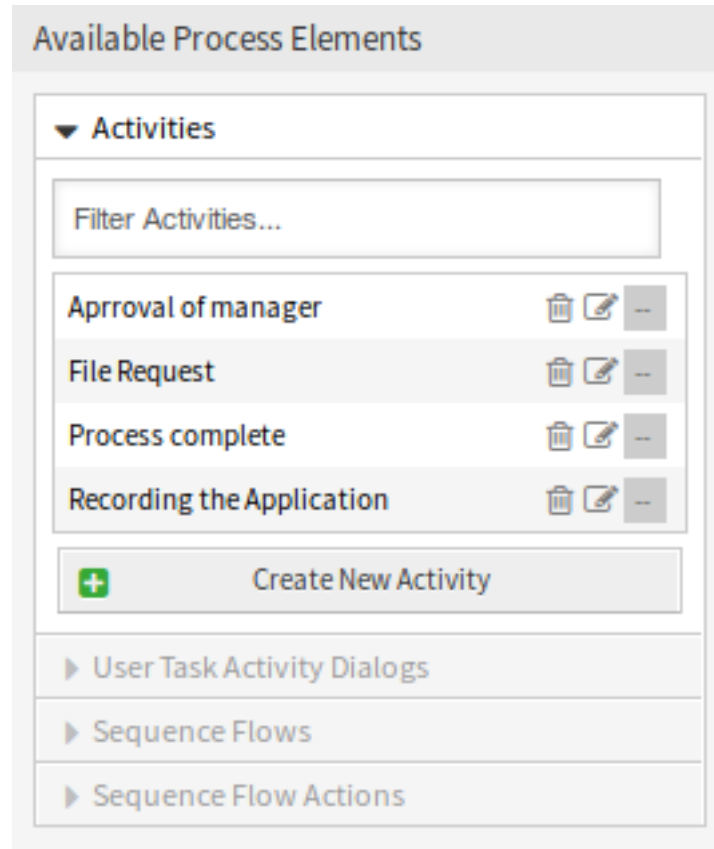 Available Process Elements
Activities
Filter Activities...
Aprroval of manager
--
File Request
--
Process complete
--
Recording the Application
--
Create New Activity
User Task Activity Dialogs
Sequence Flows
Sequence Flow Actions